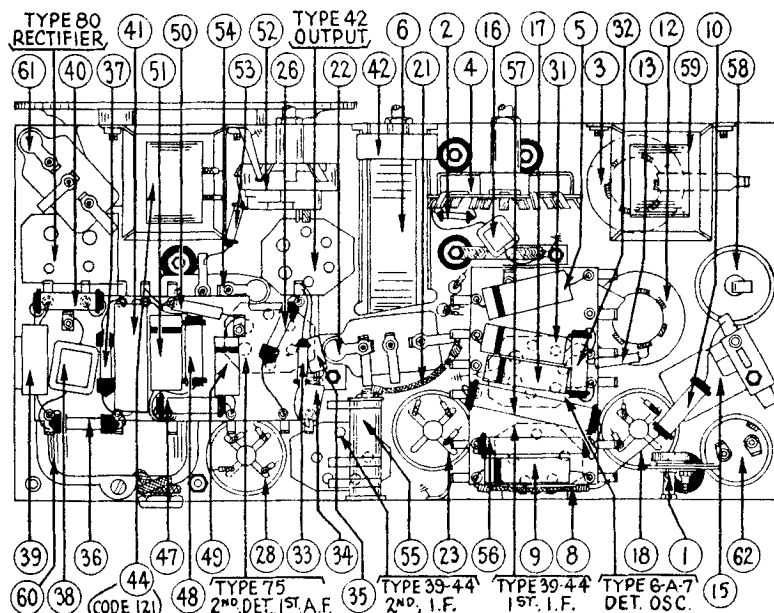 TYPE 80 RECTIFIER
TYPE 42 OUTPUT
41 50 54 52 6 2 16 17 5 32 12 10
61 40 37 51 53 26 22 42 21 4 57 31 3 13 59 58
39 36 47 49 28 33 34 55 23 56 9 8 18 1 15 62
60 38 44 48 35
(CODE 121)
TYPE 75
2ND. DET. 1ST. A.F.
TYPE 39-44
2ND. I.F.
TYPE 39-44
1ST. I.F.
TYPE 6-A-7
DET. OSC.